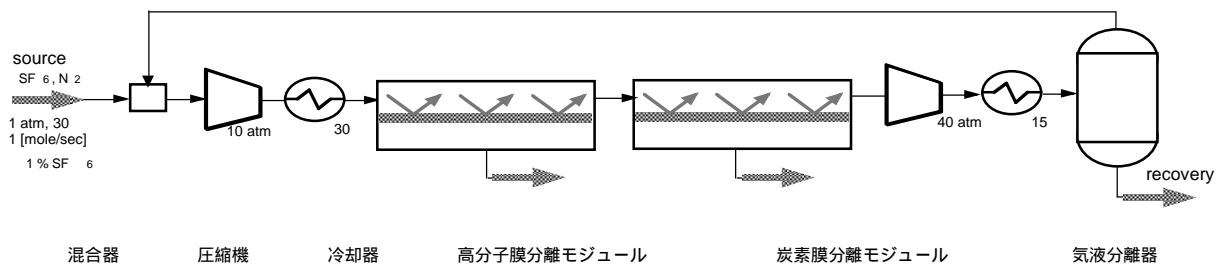 source
SF 6 , N 2
1 atm, 30
1 [mole/sec]
1 % SF 6
10 atm
30
40 atm
15
recovery
混合器 圧縮機 冷却器 高分子膜分離モジュール 炭素膜分離モジュール 気液分離器